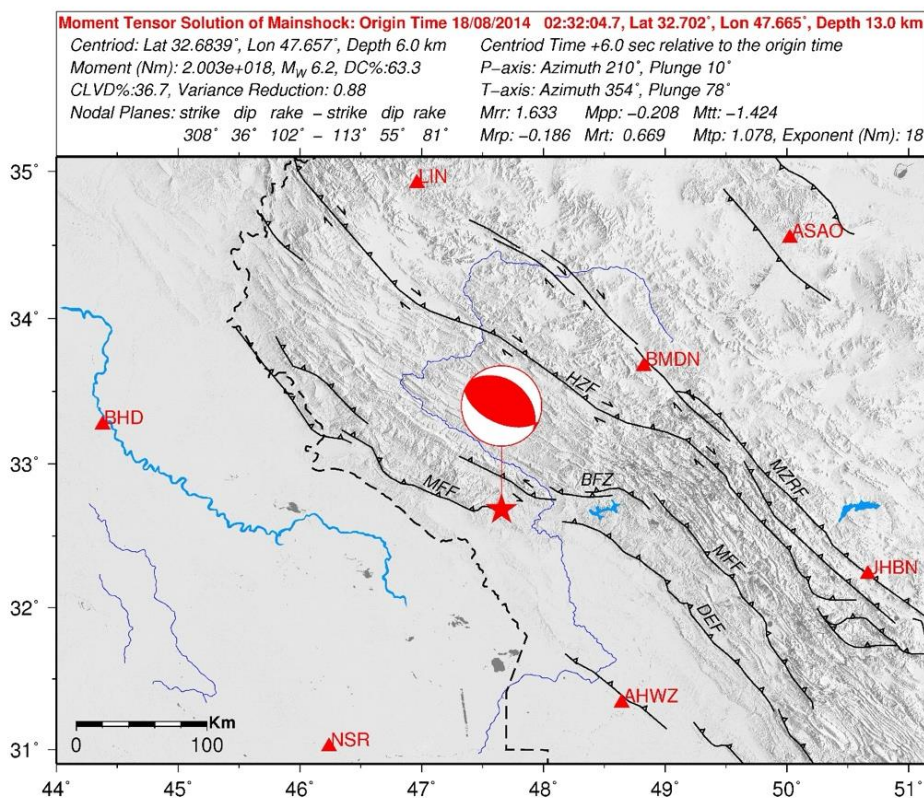 Moment Tensor Solution of Mainshock: Origin Time 18/08/2014 02:32:04.7, Lat 32.702°, Lon 47.665°, Depth 13.0 km
Centriod: Lat 32.6839°, Lon 47.657°, Depth 6.0 km
Centriod Time +6.0 sec relative to the origin time
Moment (Nm): 2.003e+018, MW 6.2, DC%:63.3
P−axis: Azimuth 210°, Plunge 10°
CLVD%:36.7, Variance Reduction: 0.88
T−axis: Azimuth 354°, Plunge 78°
Nodal Planes: strike dip rake − strike dip rake
Mrr: 1.633 Mpp: −0.208 Mtt: −1.424
308° 36° 102° − 113° 55° 81°
Mrp: −0.186 Mrt: 0.669 Mtp: 1.078, Exponent (Nm): 18
35°
LIN
ASAO
34°
BMDN
HZF
BHD
33°
MZRF
BFZ
MFF
MFF
JHBN
32°
DEF
AHWZ
Km
0 100
NSR
31°
44° 45° 46° 47° 48° 49° 50° 51°